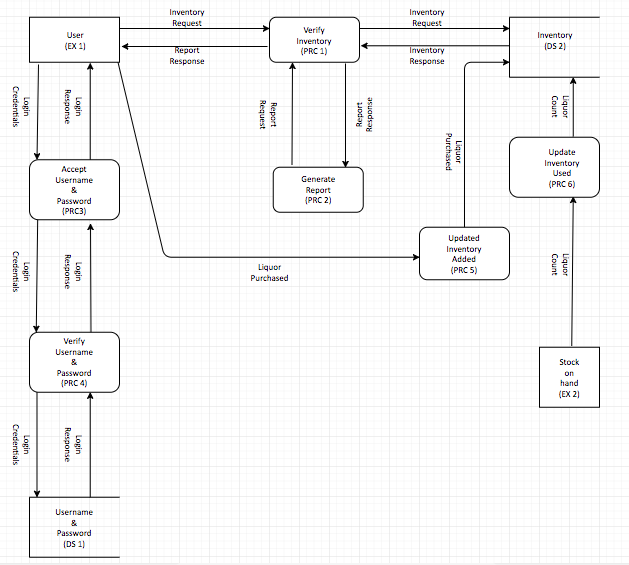 Inventory
Request
Inventory
Request
User
(EX 1)
Verify
Inventory
(PRC 1)
Inventory
(DS 2)
Report
Response
Inventory
Response
Login
Credentials
Login
Response
Report
Request
Report
Response
Liquor
Purchased
Liquor
Count
Accept
Username
&
Password
(PRC3)
Generate
Report
(PRC 2)
Update
Inventory
Used
(PRC 6)
Updated
Inventory
Added
(PRC 5)
Login
Credentials
Login
Response
Liquor
Purchased
Liquor
Count
Verify
Username
&
Password
(PRC 4)
Stock
on
hand
(EX 2)
Login
Credentials
Login
Response
Username
&
Password
(DS 1)